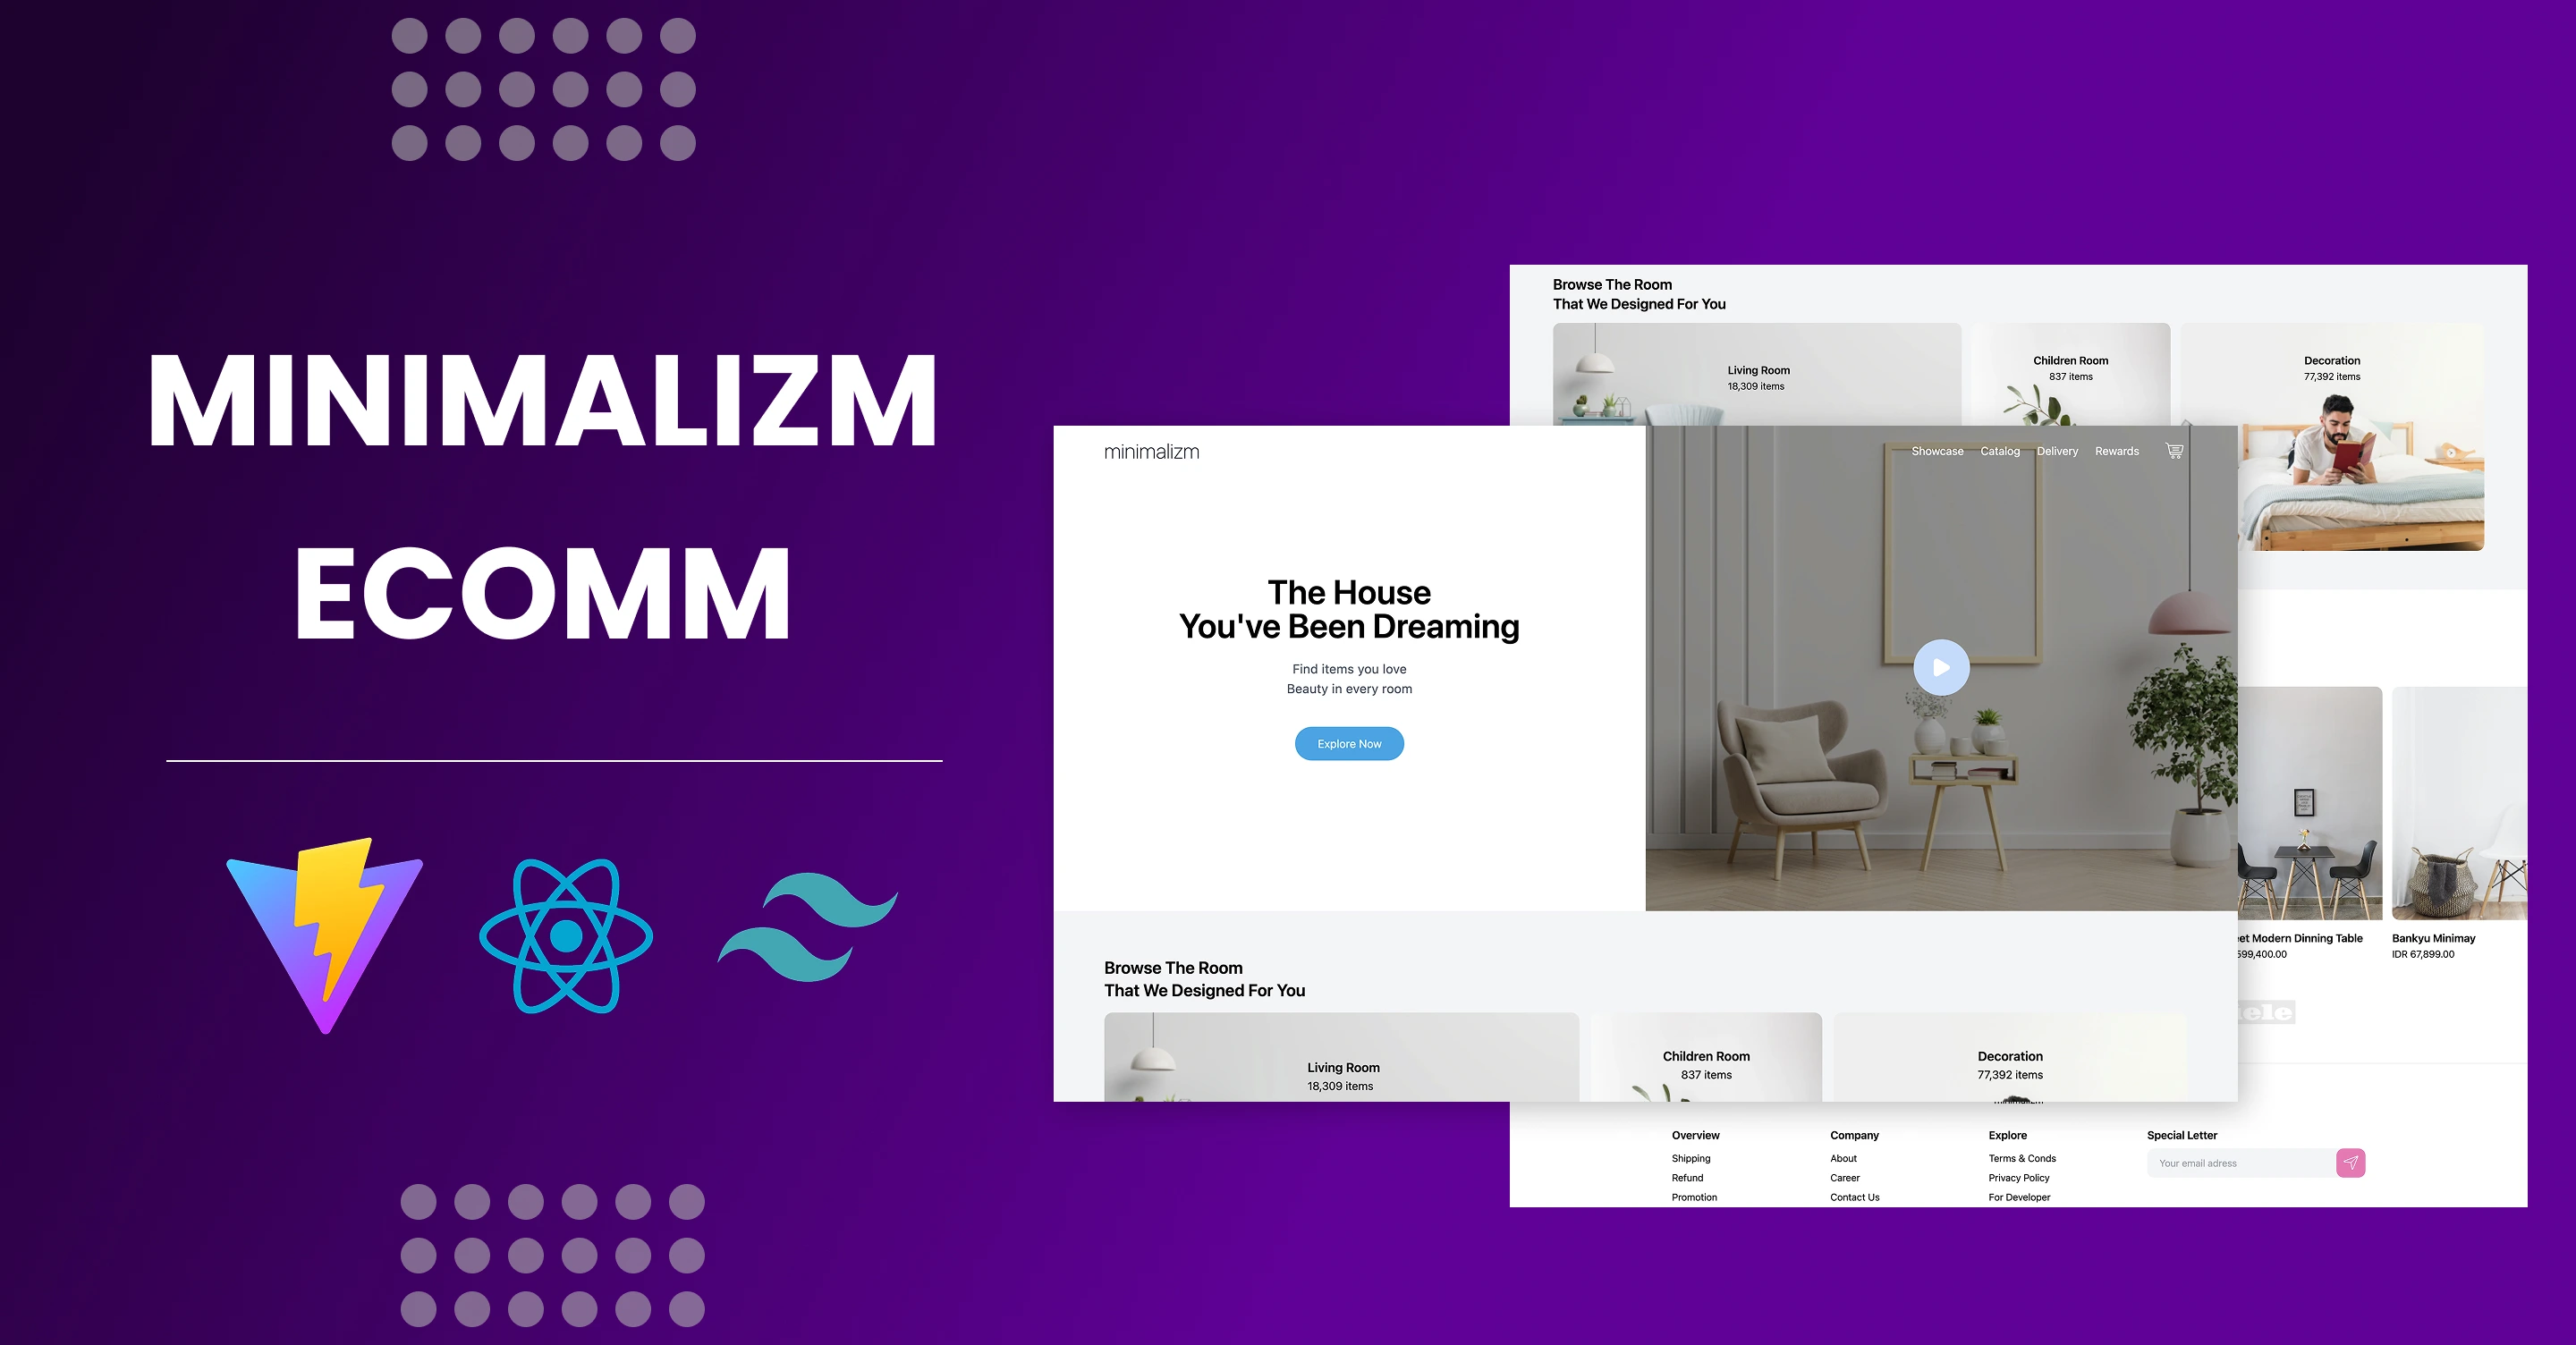 MINIMALIZM
ECOMM
Browse The Room
That We Designed For You
Living Room
18,309 items
Children Room
837 items
Decoration
77,392 items
minimalizm
Showcase Catalog Delivery Rewards
The House
You've Been Dreaming
Find items you love
Beauty in every room
Explore Now
Browse The Room
That We Designed For You
Living Room
18,309 items
Children Room
837 items
Decoration
77,392 items
Modern Dinning Table
599,400.00
Bankyu Minimay
IDR 67,899.00
Overview
Shipping
Refund
Promotion
Company
About
Career
Contact Us
Explore
Terms & Conds
Privacy Policy
For Developer
Special Letter
Your email adress